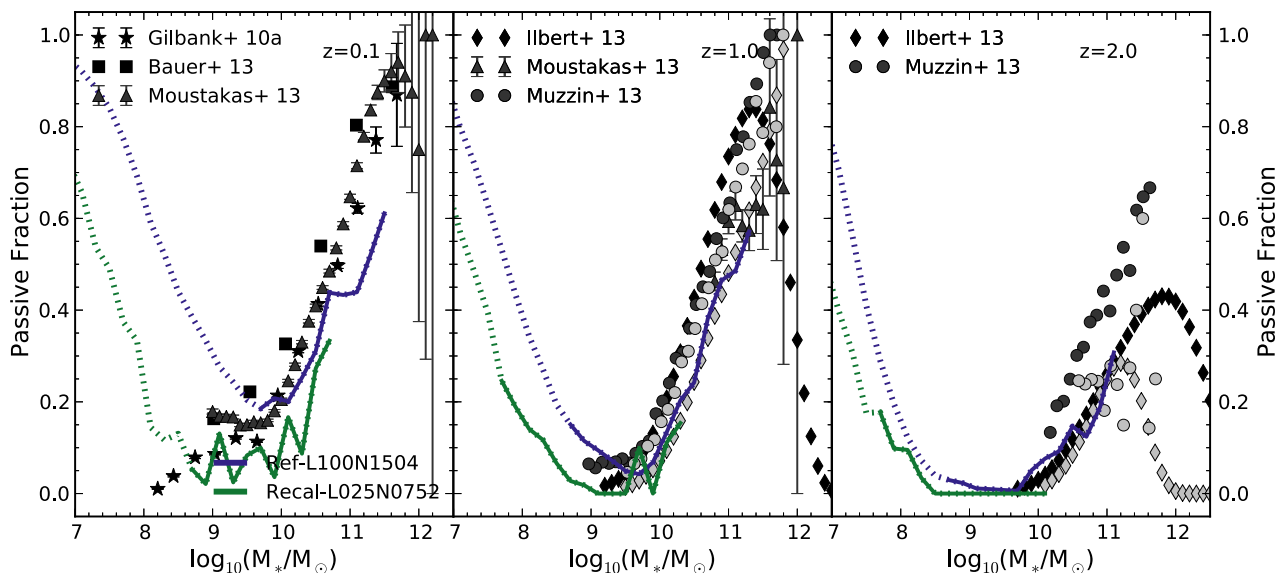 Gilbank+ 10a
Bauer+ 13
Moustakas+ 13
z=0.1
Ref-L100N1504
Recal-L025N0752
Passive Fraction
1.0
0.8
0.6
0.4
0.2
0.0
7 8 9 10 11 12
log10(M*/M⊙)
Ilbert+ 13
Moustakas+ 13
Muzzin+ 13
z=1.0
7 8 9 10 11 12
log10(M*/M⊙)
Ilbert+ 13
Muzzin+ 13
z=2.0
7 8 9 10 11 12
log10(M*/M⊙)
1.0
0.8
0.6
0.4
0.2
0.0
Passive Fraction